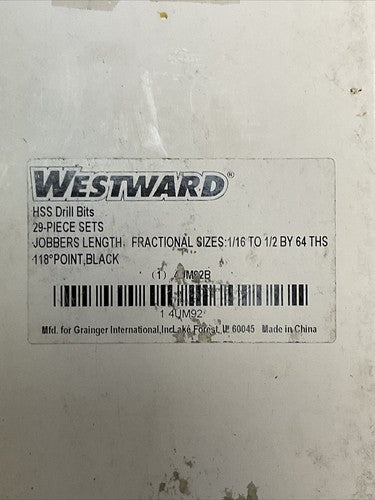 WESTWARD®
HSS Drill Bits
29-PIECE SETS
JOBBERS LENGTH, FRACTIONAL SIZES:1/16 TO 1/2 BY 64 THS
118°POINT,BLACK
(1)
1 4UM92
Mfd. for Grainger International,Inc Lake Forest, IL 60045 Made in China